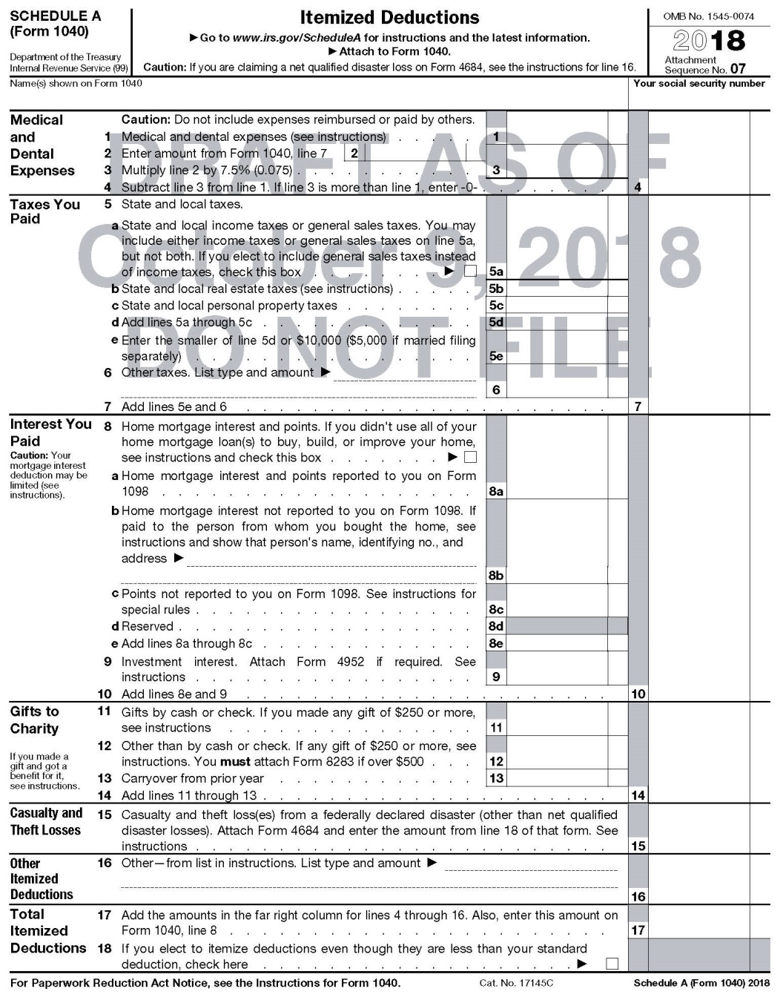 SCHEDULE A
(Form 1040)
Department of the Treasury
Internal Revenue Service (99)
Itemized Deductions
▶ Go to www.irs.gov/ScheduleA for instructions and the latest information.
▶ Attach to Form 1040.
Caution: If you are claiming a net qualified disaster loss on Form 4684, see the instructions for line 16.
OMB No. 1545-0074
2018
Attachment
Sequence No. 07
Name(s) shown on Form 1040
Your social security number
DRAFT AS OF
October 9, 2018
DO NOT FILE
Medical
and
Dental
Expenses
Caution: Do not include expenses reimbursed or paid by others.
1 Medical and dental expenses (see instructions) . . . . . 1
2 Enter amount from Form 1040, line 7 2
3 Multiply line 2 by 7.5% (0.075) . . . . . . . . . . . 3
4 Subtract line 3 from line 1. If line 3 is more than line 1, enter -0- . . . . . . . . 4
Taxes You
Paid
5 State and local taxes.
a State and local income taxes or general sales taxes. You may
include either income taxes or general sales taxes on line 5a,
but not both. If you elect to include general sales taxes instead
of income taxes, check this box . . . . . . . . . ▶ 5a
b State and local real estate taxes (see instructions) . . . . . 5b
c State and local personal property taxes . . . . . . . . 5c
d Add lines 5a through 5c . . . . . . . . . . . . . 5d
e Enter the smaller of line 5d or $10,000 ($5,000 if married filing
separately) . . . . . . . . . . . . . . . . 5e
6 Other taxes. List type and amount ▶
6
7 Add lines 5e and 6 . . . . . . . . . . . . . . . . . . . . . . 7
Interest You
Paid
Caution: Your
mortgage interest
deduction may be
limited (see
instructions).
8 Home mortgage interest and points. If you didn't use all of your
home mortgage loan(s) to buy, build, or improve your home,
see instructions and check this box . . . . . . . ▶
a Home mortgage interest and points reported to you on Form
1098 . . . . . . . . . . . . . . . . . . . 8a
b Home mortgage interest not reported to you on Form 1098. If
paid to the person from whom you bought the home, see
instructions and show that person's name, identifying no., and
address ▶
8b
c Points not reported to you on Form 1098. See instructions for
special rules . . . . . . . . . . . . . . . . . 8c
d Reserved . . . . . . . . . . . . . . . . . . 8d
e Add lines 8a through 8c . . . . . . . . . . . . . 8e
9 Investment interest. Attach Form 4952 if required. See
instructions . . . . . . . . . . . . . . . . . 9
10 Add lines 8e and 9 . . . . . . . . . . . . . . . . . . . . . . 10
Gifts to
Charity
If you made a
gift and got a
benefit for it,
see instructions.
11 Gifts by cash or check. If you made any gift of $250 or more,
see instructions . . . . . . . . . . . . . . . 11
12 Other than by cash or check. If any gift of $250 or more, see
instructions. You must attach Form 8283 if over $500 . . . 12
13 Carryover from prior year . . . . . . . . . . . . 13
14 Add lines 11 through 13 . . . . . . . . . . . . . . . . . . . . . 14
Casualty and
Theft Losses
15 Casualty and theft loss(es) from a federally declared disaster (other than net qualified
disaster losses). Attach Form 4684 and enter the amount from line 18 of that form. See
instructions . . . . . . . . . . . . . . . . . . . . . . . . . 15
Other
Itemized
Deductions
16 Other—from list in instructions. List type and amount ▶
16
Total
Itemized
Deductions
17 Add the amounts in the far right column for lines 4 through 16. Also, enter this amount on
Form 1040, line 8 . . . . . . . . . . . . . . . . . . . . . . . 17
18 If you elect to itemize deductions even though they are less than your standard
deduction, check here . . . . . . . . . . . . . . . . . . . ▶
For Paperwork Reduction Act Notice, see the Instructions for Form 1040.
Cat. No. 17145C
Schedule A (Form 1040) 2018